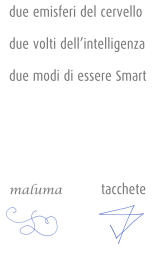 due emisferi del cervello
due volti dell'intelligenza
due modi di essere Smart
maluma tacchete